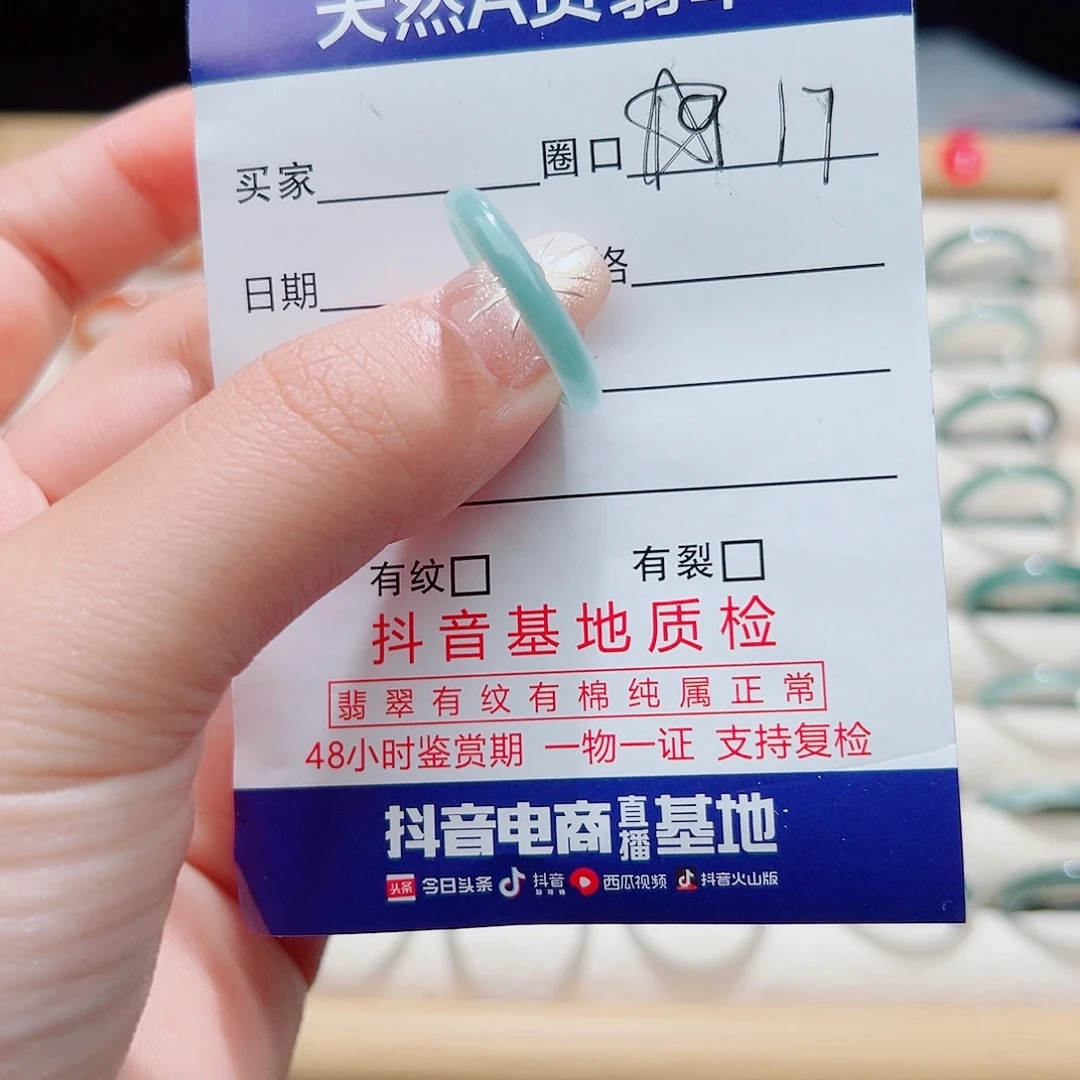 天然A货翡翠
买家 圈口 17
日期
有纹 有裂
抖音基地质检
翡翠有纹有棉纯属正常
48小时鉴赏期 一物一证 支持复检
抖音电商直播基地
头条 今日头条 抖音 西瓜视频 抖音火山版